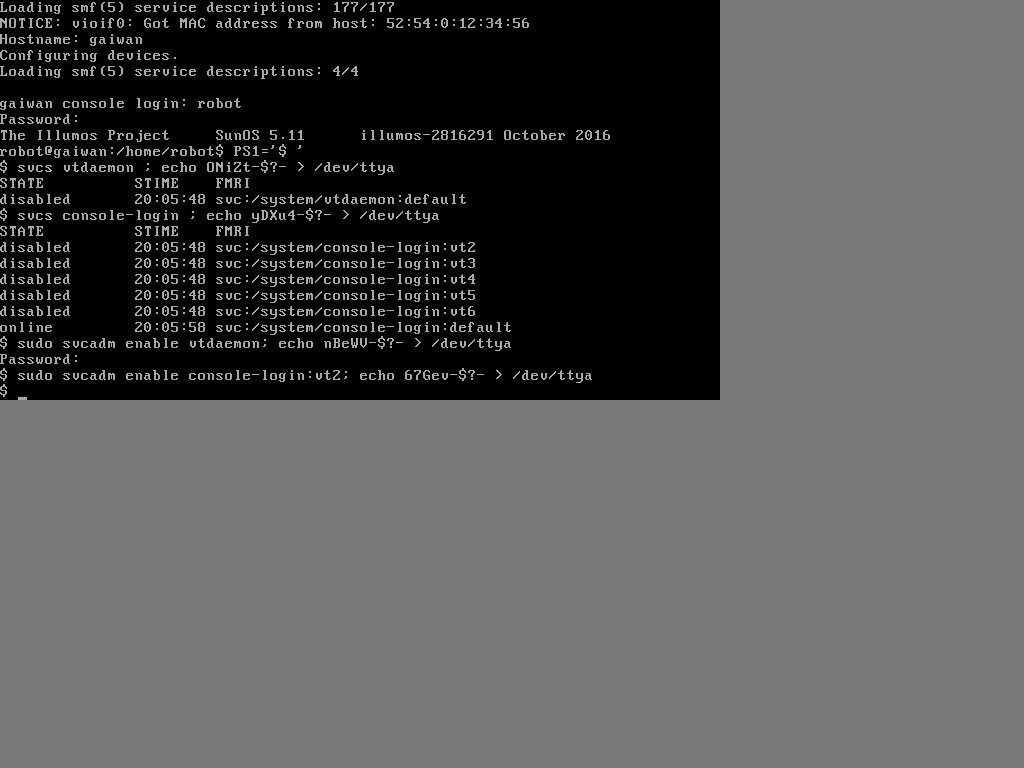 Loading smf(5) service descriptions: 177/177
NOTICE: vioif0: Got MAC address from host: 52:54:0:12:34:56
Hostname: gaiwan
Configuring devices.
Loading smf(5) service descriptions: 4/4
gaiwan console login: robot
Password:
The Illumos Project     SunOS 5.11      illumos-2816291 October 2016
robot@gaiwan:/home/robot$ PS1='$ '
$ svcs vtdaemon ; echo ONiZt-$?- > /dev/ttya
STATE          STIME    FMRI
disabled       20:05:48 svc:/system/vtdaemon:default
$ svcs console-login ; echo yDXu4-$?- > /dev/ttya
STATE          STIME    FMRI
disabled       20:05:48 svc:/system/console-login:vt2
disabled       20:05:48 svc:/system/console-login:vt3
disabled       20:05:48 svc:/system/console-login:vt4
disabled       20:05:48 svc:/system/console-login:vt5
disabled       20:05:48 svc:/system/console-login:vt6
online         20:05:58 svc:/system/console-login:default
$ sudo svcadm enable vtdaemon; echo nBeWV-$?- > /dev/ttya
Password:
$ sudo svcadm enable console-login:vt2; echo 67Gev-$?- > /dev/ttya
$ _